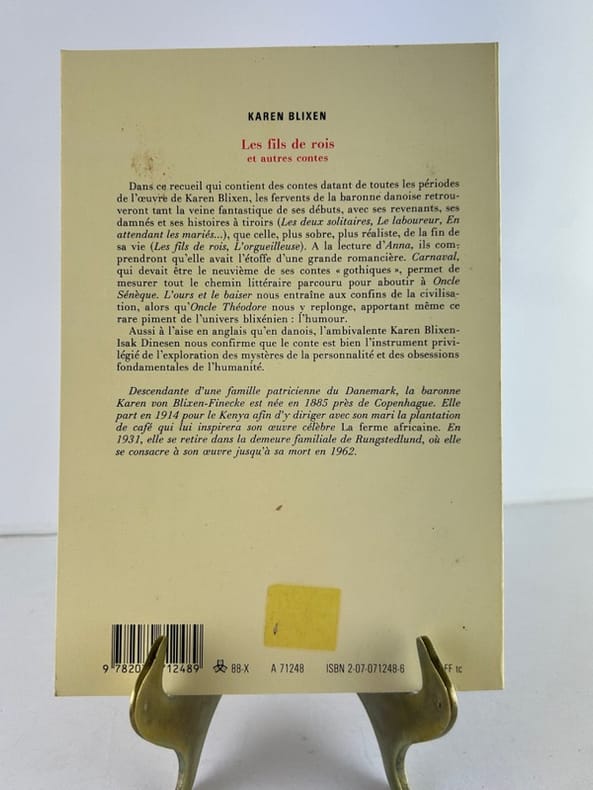 KAREN BLIXEN
Les fils de rois
et autres contes
Dans ce recueil qui contient des contes datant de toutes les périodes
de l'œuvre de Karen Blixen, les fervents de la baronne danoise retrou-
veront tant la veine fantastique de ses débuts, avec ses revenants, ses
damnés et ses histoires à tiroirs (Les deux solitaires, Le laboureur, En
attendant les mariés...), que celle, plus sobre, plus réaliste, de la fin de
sa vie (Les fils de rois, L'orgueilleuse). A la lecture d'Anna, ils com-
prendront qu'elle avait l'étoffe d'une grande romancière. Carnaval,
qui devait être le neuvième de ses contes « gothiques », permet de
mesurer tout le chemin littéraire parcouru pour aboutir à Oncle
Sénèque. L'ours et le baiser nous entraîne aux confins de la civilisa-
tion, alors qu'Oncle Théodore nous y replonge, apportant même ce
rare piment de l'univers blixénien : l'humour.
Aussi à l'aise en anglais qu'en danois, l'ambivalente Karen Blixen-
Isak Dinesen nous confirme que le conte est bien l'instrument privi-
légié de l'exploration des mystères de la personnalité et des obsessions
fondamentales de l'humanité.
Descendante d'une famille patricienne du Danemark, la baronne
Karen von Blixen-Finecke est née en 1885 près de Copenhague. Elle
part en 1914 pour le Kenya afin d'y diriger avec son mari la plantation
de café qui lui inspirera son œuvre célèbre La ferme africaine. En
1931, elle se retire dans la demeure familiale de Rungstedlund, où elle
se consacre à son œuvre jusqu'à sa mort en 1962.
9 78207 712489 88-X A 71248 ISBN 2-07-071248-6 FF tc